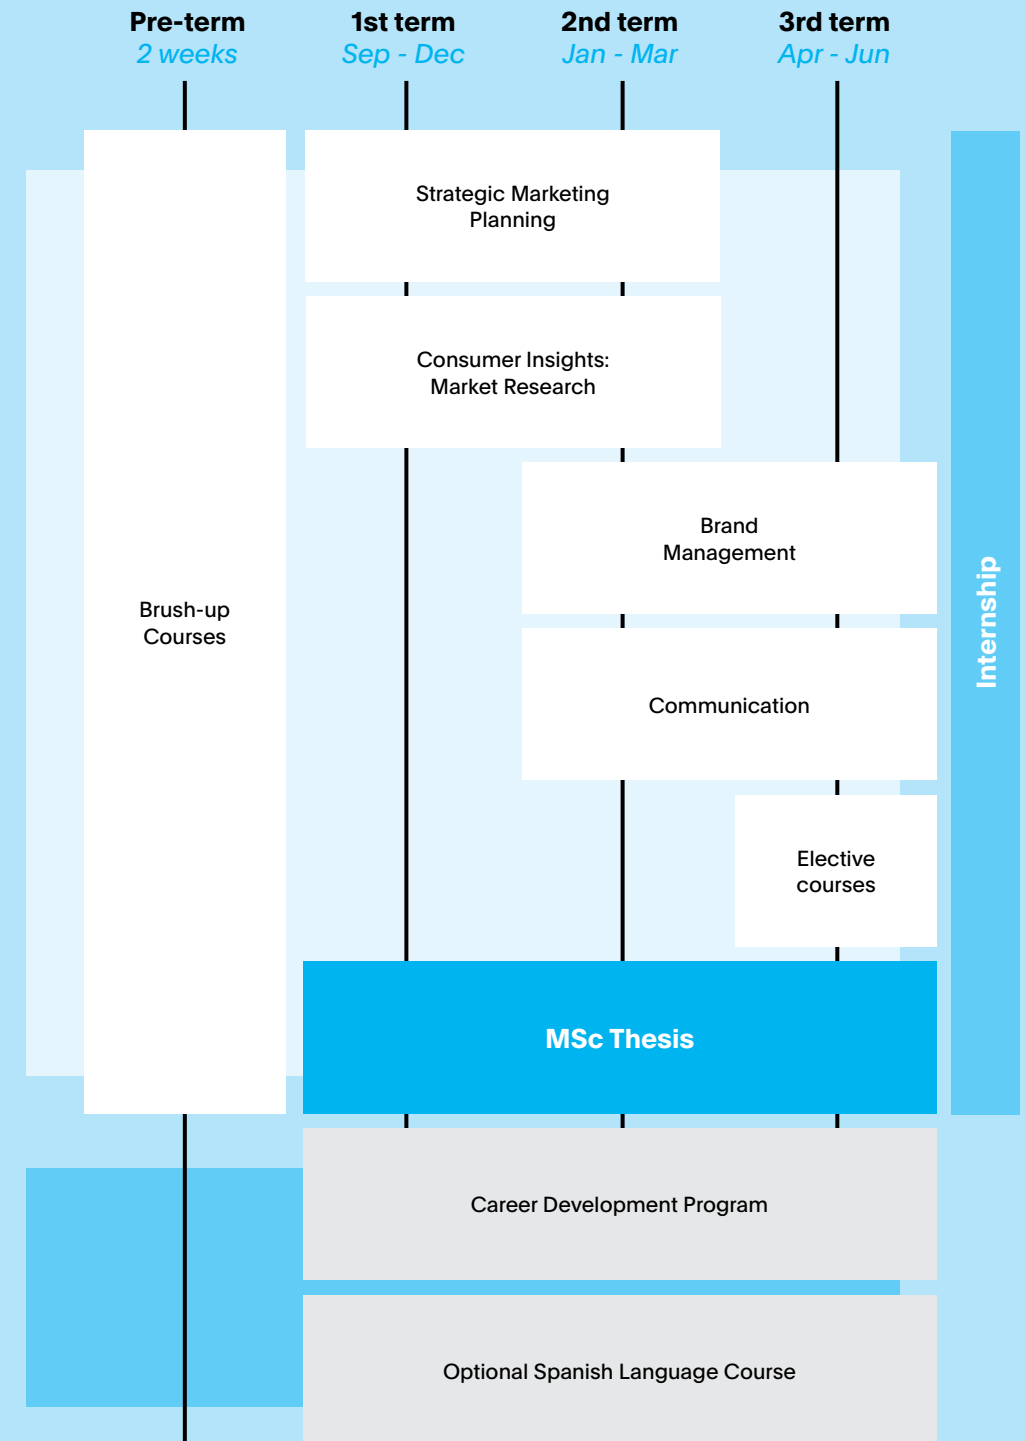 Pre-term
2 weeks
1st term
Sep - Dec
2nd term
Jan - Mar
3rd term
Apr - Jun
Strategic Marketing
Planning
Consumer Insights:
Market Research
Brand
Management
Brush-up
Courses
Internship
Communication
Elective
courses
MSc Thesis
Career Development Program
Optional Spanish Language Course